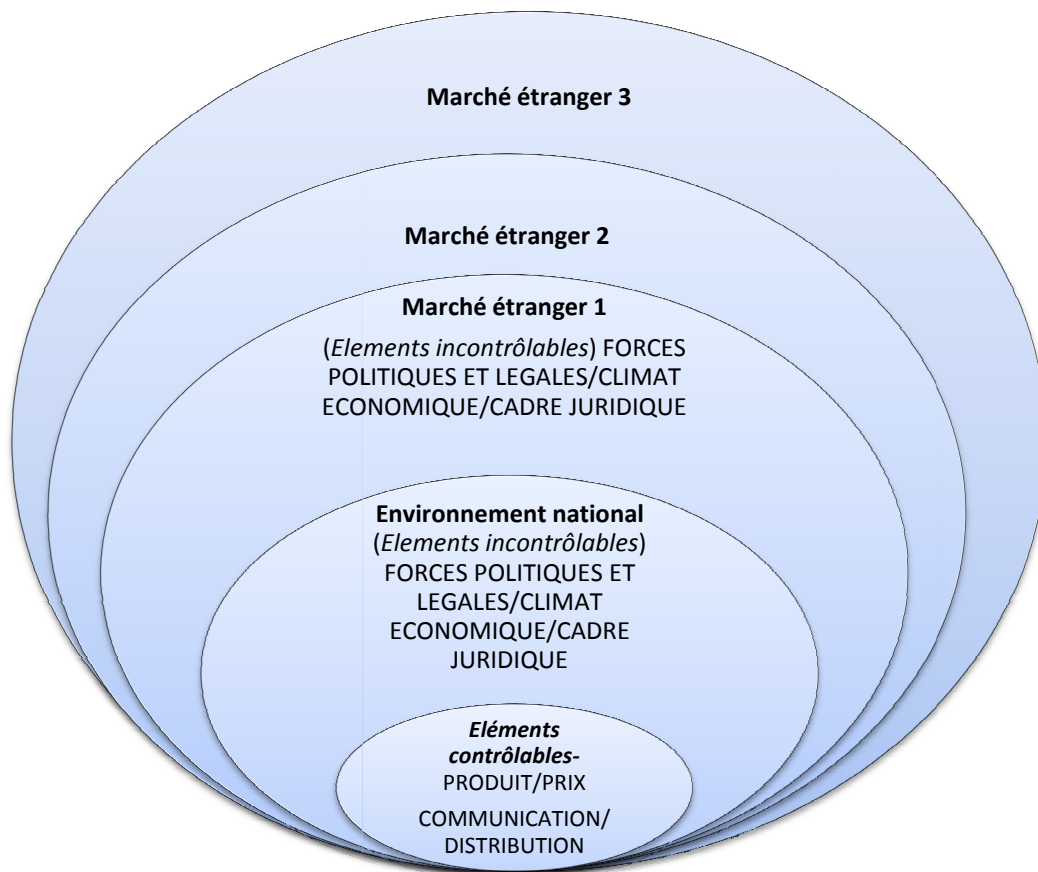 Marché étranger 3
Marché étranger 2
Marché étranger 1
(Elements incontrôlables) FORCES
POLITIQUES ET LEGALES/CLIMAT
ECONOMIQUE/CADRE JURIDIQUE
Environnement national
(Elements incontrôlables)
FORCES POLITIQUES ET
LEGALES/CLIMAT
ECONOMIQUE/CADRE
JURIDIQUE
Eléments
contrôlables-
PRODUIT/PRIX
COMMUNICATION/
DISTRIBUTION